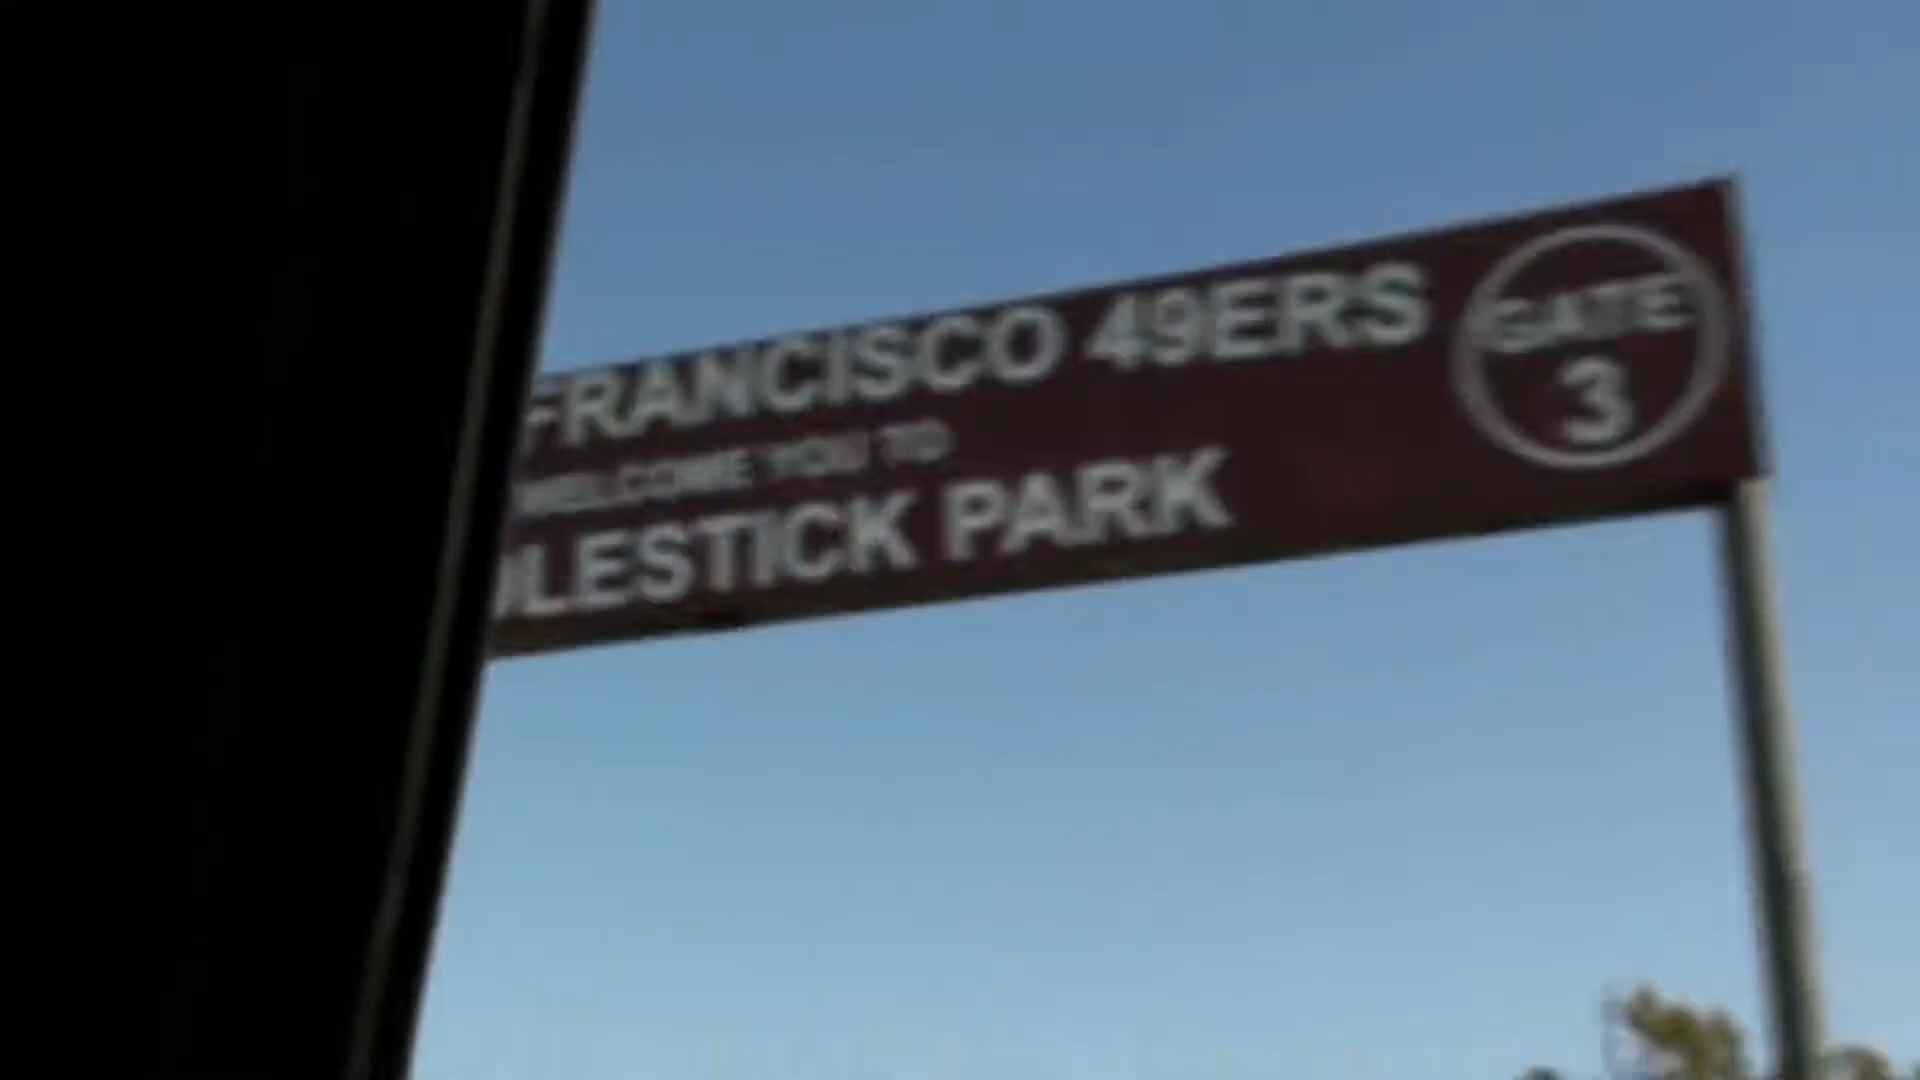 FRANCISCO 49ERS
WELCOME YOU TO
LESTICK PARK
GATE
3